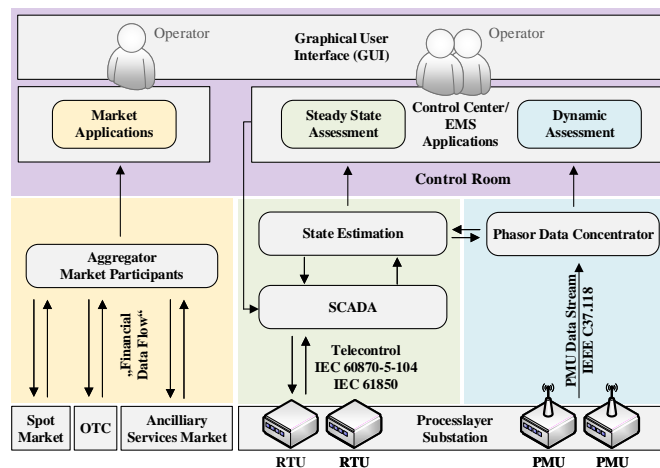 Operator
Graphical User
Interface (GUI)
Operator
Market
Applications
Steady State
Assessment
Control Center/
EMS
Applications
Dynamic
Assessment
Control Room
Aggregator
Market Participants
State Estimation
Phasor Data Concentrator
SCADA
„Financial
Data Flow“
Telecontrol
IEC 60870-5-104
IEC 61850
PMU Data Stream
IEEE C37.118
Spot
Market
OTC
Ancilliary
Services Market
Processlayer
Substation
RTU
RTU
PMU
PMU